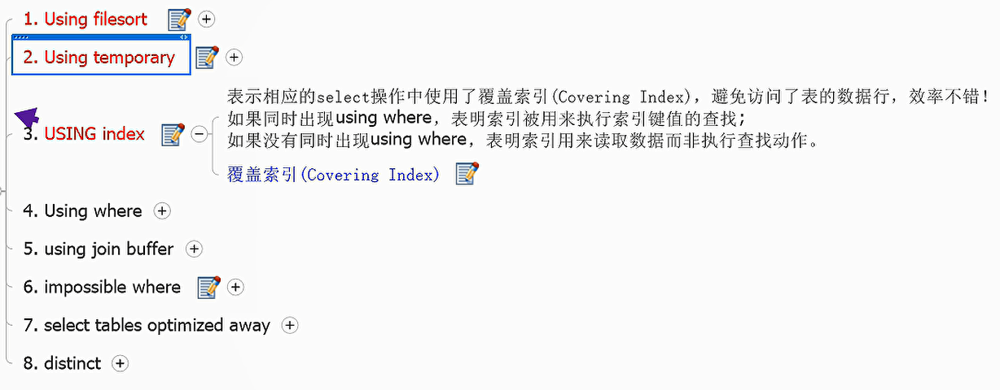 1. Using filesort
2. Using temporary
表示相应的select操作中使用了覆盖索引(Covering Index)，避免访问了表的数据行，效率不错！
如果同时出现using where，表明索引被用来执行索引键值的查找；
3. USING index
如果没有同时出现using where，表明索引用来读取数据而非执行查找动作。
覆盖索引(Covering Index)
4. Using where
5. using join buffer
6. impossible where
7. select tables optimized away
8. distinct